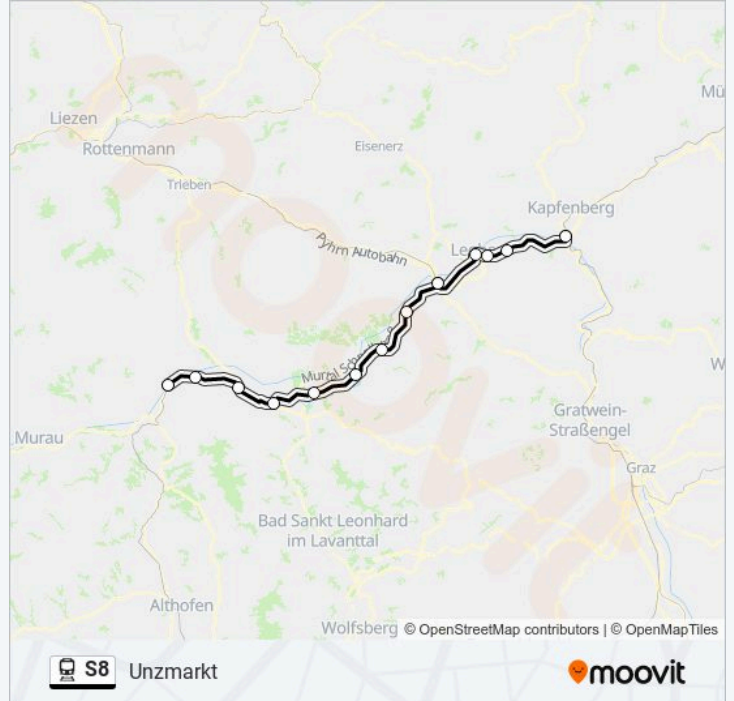 Mü
Liezen
Rottenmann
Eisenerz
Trieben
Kapfenberg
Pyhrn Autobahn
W
Gratwein-
Straßengel
Murau
Graz
Bad Sankt Leonhard
im Lavanttal
Althofen
Wolfsberg
© OpenStreetMap contributors | © OpenMapTiles
S8 Unzmarkt
moovit